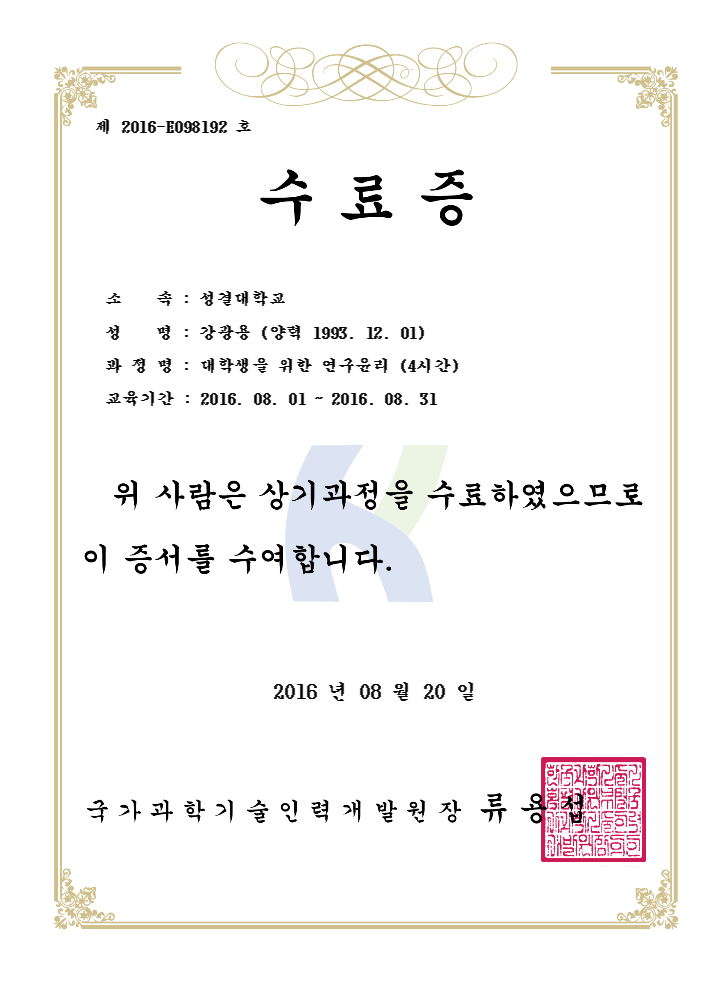 제 2016-E098192 호
수 료 증
소 속 : 성결대학교
성 명 : 강광용 (양력 1993. 12. 01)
과 정 명 : 대학생을 위한 연구윤리 (4시간)
교육기간 : 2016. 08. 01 ~ 2016. 08. 31
위 사람은 상기과정을 수료하였으므로
이 증서를 수여합니다.
2016 년 08 월 20 일
국가과학기술인력개발원장 류용섭